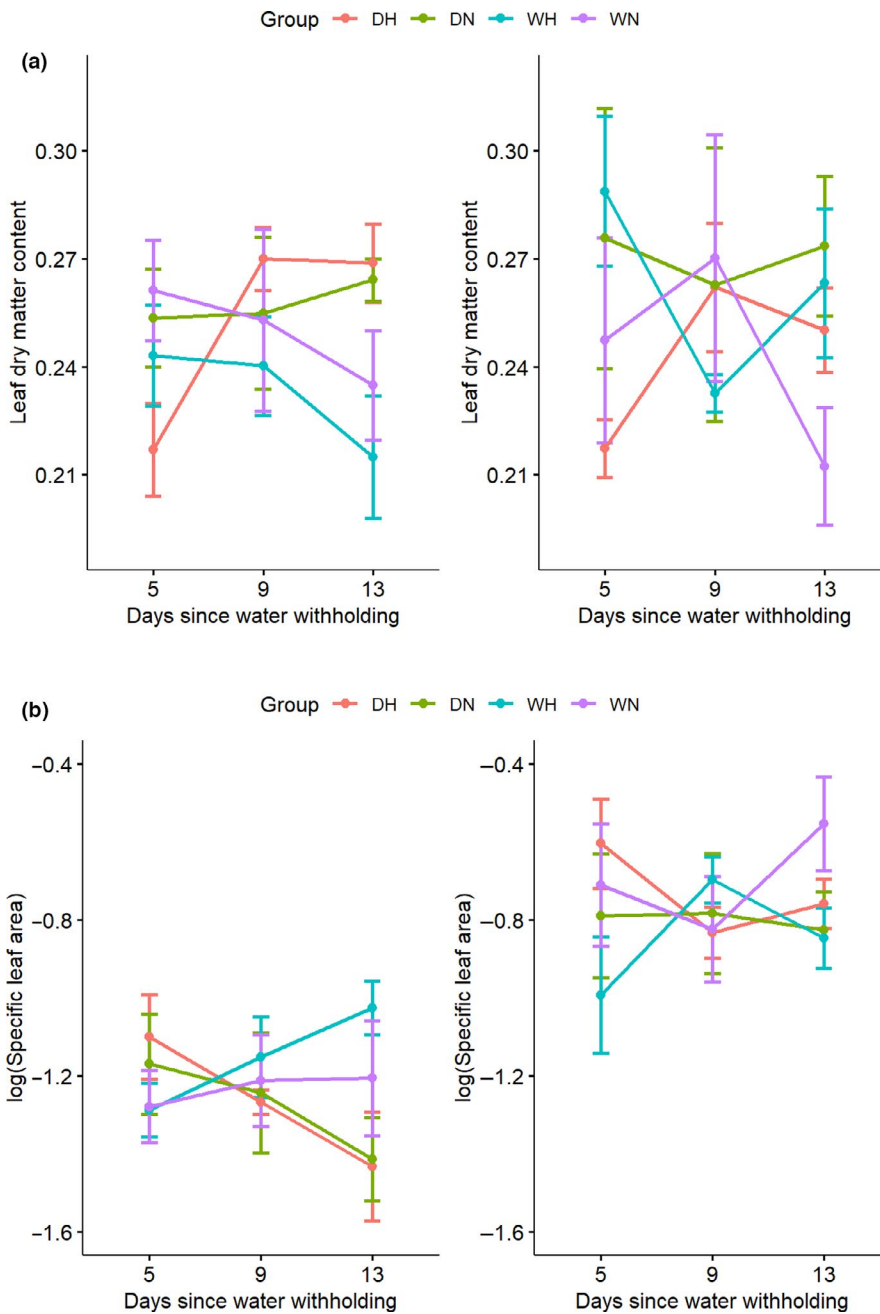 Group DH DN WH WN
(a)
Leaf dry matter content
0.30
0.27
0.24
0.21
5 9 13
Days since water withholding
Leaf dry matter content
0.30
0.27
0.24
0.21
5 9 13
Days since water withholding
(b)
Group DH DN WH WN
log(Specific leaf area)
−0.4
−0.8
−1.2
−1.6
5 9 13
Days since water withholding
log(Specific leaf area)
−0.4
−0.8
−1.2
−1.6
5 9 13
Days since water withholding